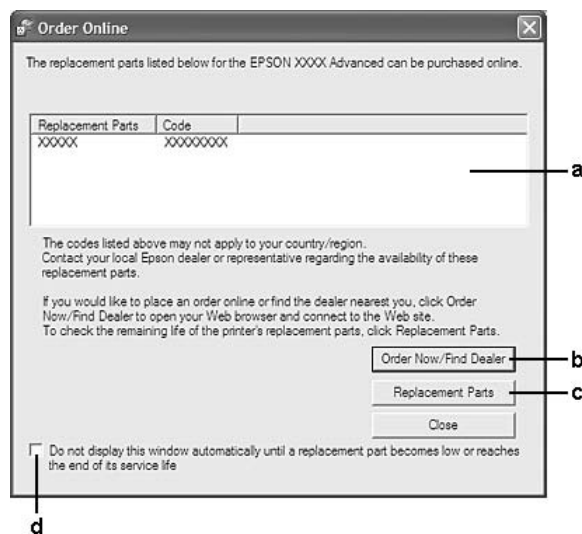 Order Online
The replacement parts listed below for the EPSON XXXX Advanced can be purchased online.
Replacement Parts Code
XXXXX XXXXXXXX
a
The codes listed above may not apply to your country/region.
Contact your local Epson dealer or representative regarding the availability of these
replacement parts.
If you would like to place an order online or find the dealer nearest you, click Order
Now/Find Dealer to open your Web browser and connect to the Web site.
To check the remaining life of the printer's replacement parts, click Replacement Parts.
Order Now/Find Dealer b
Replacement Parts c
Close
Do not display this window automatically until a replacement part becomes low or reaches
the end of its service life
d